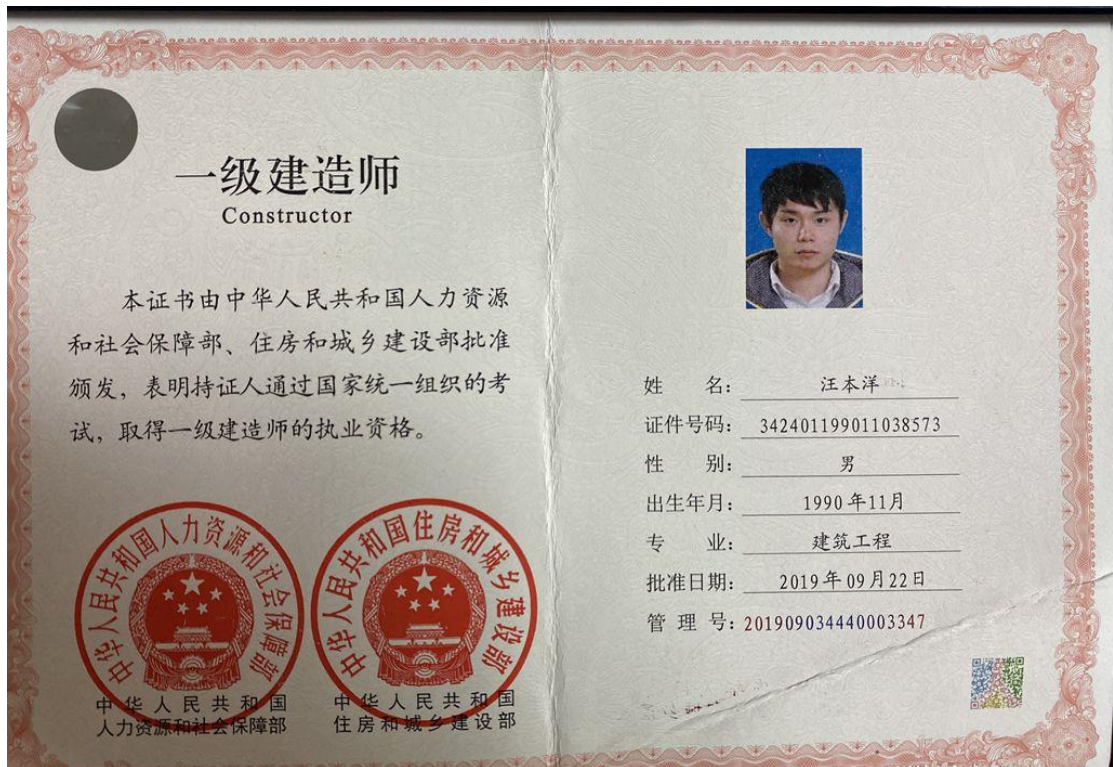 一级建造师
Constructor
本证书由中华人民共和国人力资源
和社会保障部、住房和城乡建设部批准
颁发，表明持证人通过国家统一组织的考
试，取得一级建造师的执业资格。
中华人民共和国人力资源和社会保障部
中华人民共和国住房和城乡建设部
中华人民共和国
人力资源和社会保障部
中华人民共和国
住房和城乡建设部
姓 名： 汪本洋
证件号码： 342401199011038573
性 别： 男
出生年月： 1990年11月
专 业： 建筑工程
批准日期： 2019年09月22日
管 理 号： 201909034440003347